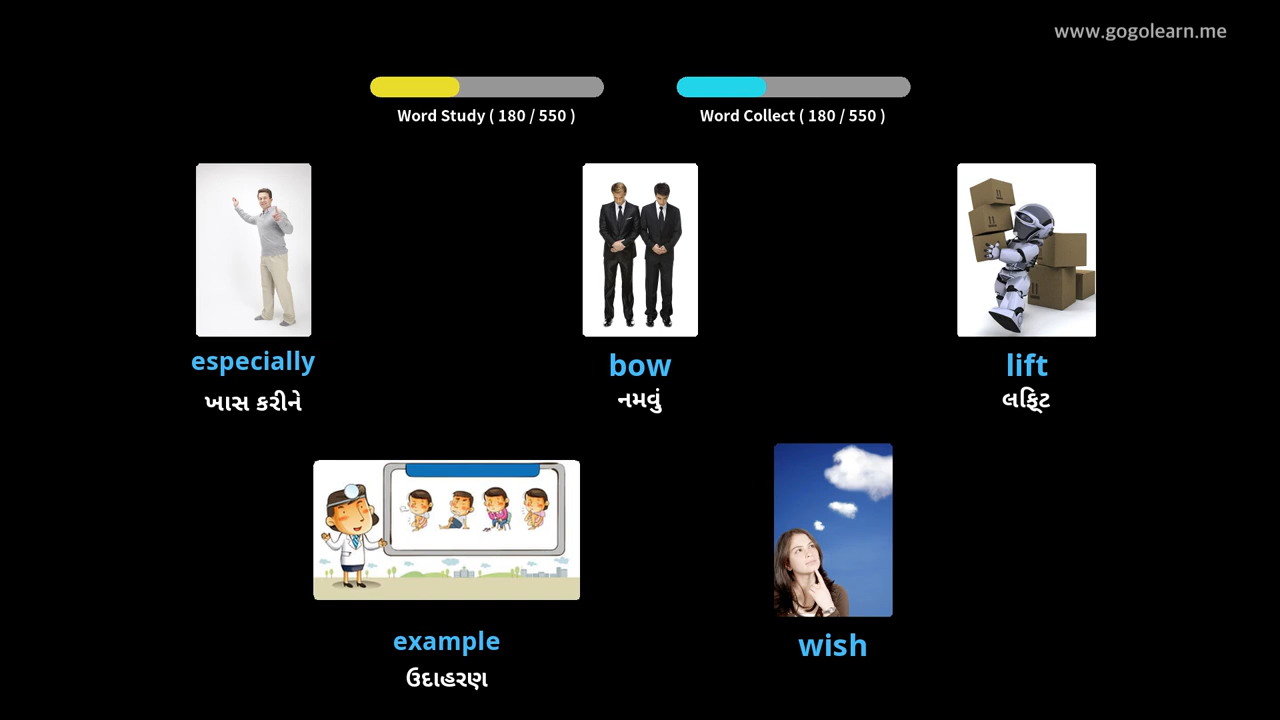 www.gogolearn.me
Word Study ( 180 / 550 )
Word Collect ( 180 / 550 )
especially
bow
lift
ખાસ કરીને
નમવું
લિફ્ટ
example
wish
ઉદાહરણ